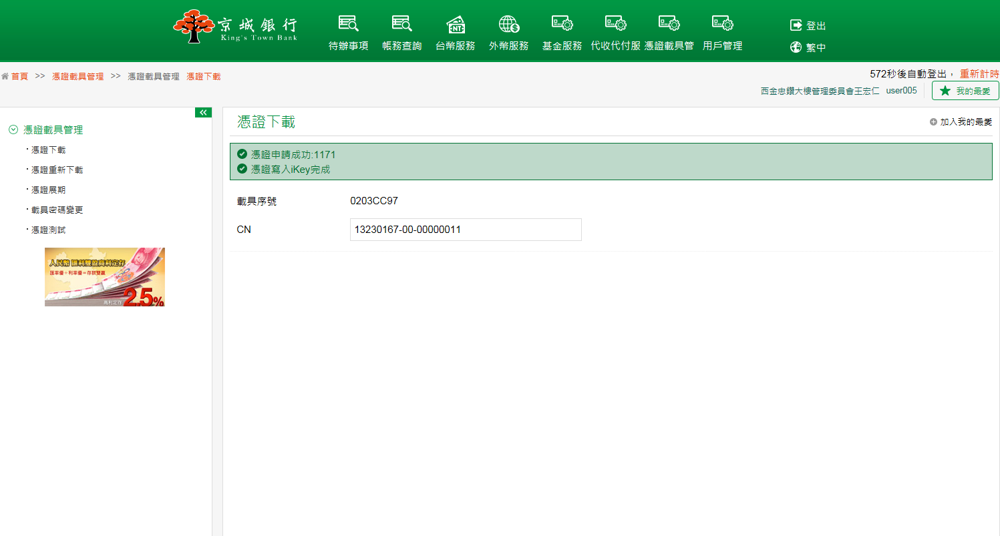 京城銀行
King's Town Bank
待辦事項 帳務查詢 台幣服務 外幣服務 基金服務 代收代付服 憑證載具管 用戶管理
NT
登出
繁中
首頁 >> 憑證載具管理 >> 憑證載具管理 憑證下載
572秒後自動登出， 重新計時
西金忠鑽大樓管理委員會王宏仁 user005
我的最愛
憑證載具管理
憑證下載
憑證重新下載
憑證展期
載具密碼變更
憑證測試
人民幣 匯利雙盈高利定存
匯率優＋利率優＝存款雙贏
高利定存 2.5%
憑證下載
加入我的最愛
憑證申請成功:1171
憑證寫入iKey完成
載具序號 0203CC97
CN 13230167-00-00000011